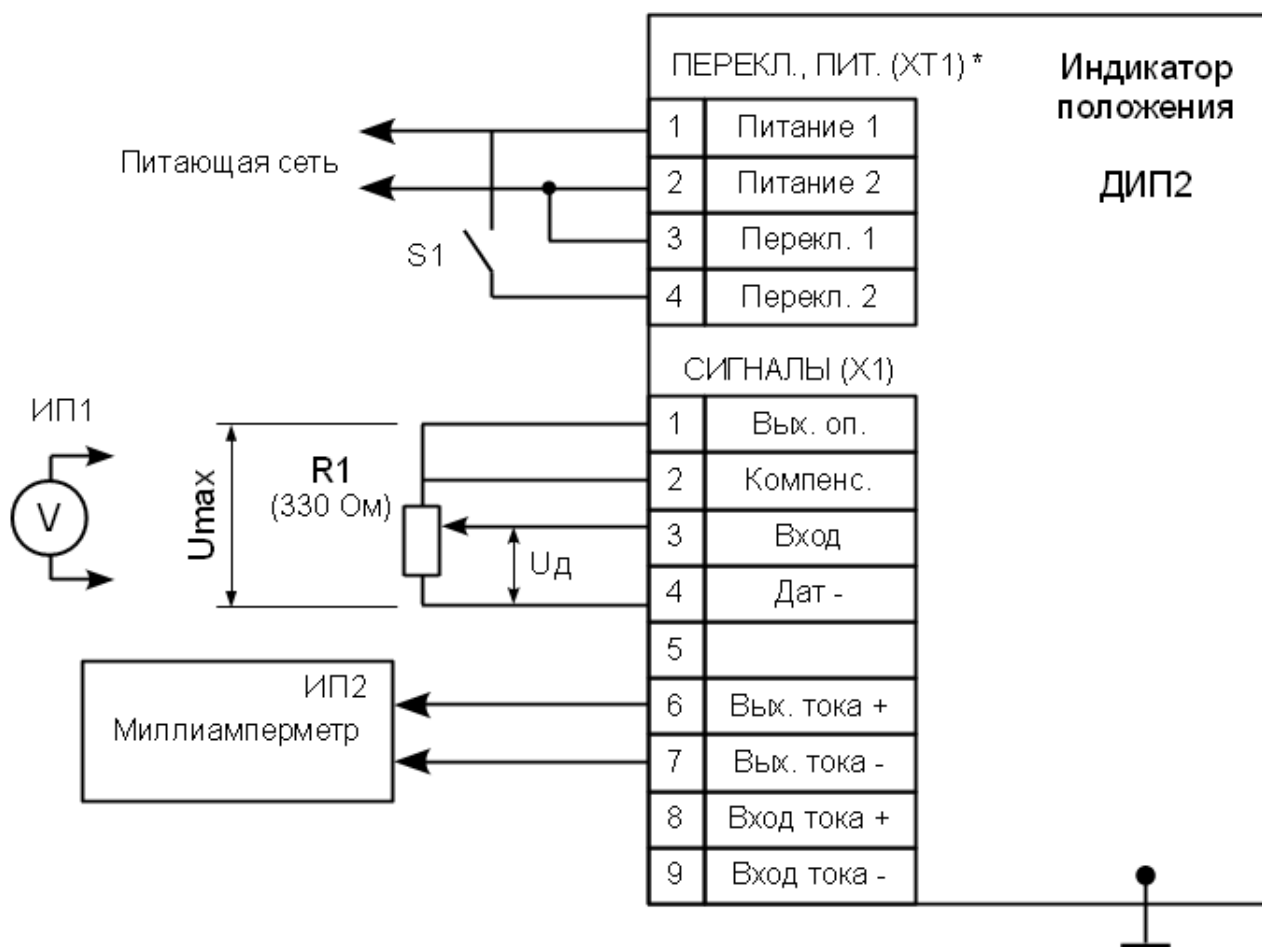 ПЕРЕКЛ., ПИТ. (XT1) *
Индикатор
положения
ДИП2
1 Питание 1
2 Питание 2
3 Перекл. 1
4 Перекл. 2
Питающая сеть
S1
СИГНАЛЫ (X1)
1 Вых. оп.
2 Компенс.
3 Вход
4 Дат -
5
6 Вых. тока +
7 Вых. тока -
8 Вход тока +
9 Вход тока -
ИП1
V
Umax
R1
(330 Ом)
Uд
ИП2
Миллиамперметр